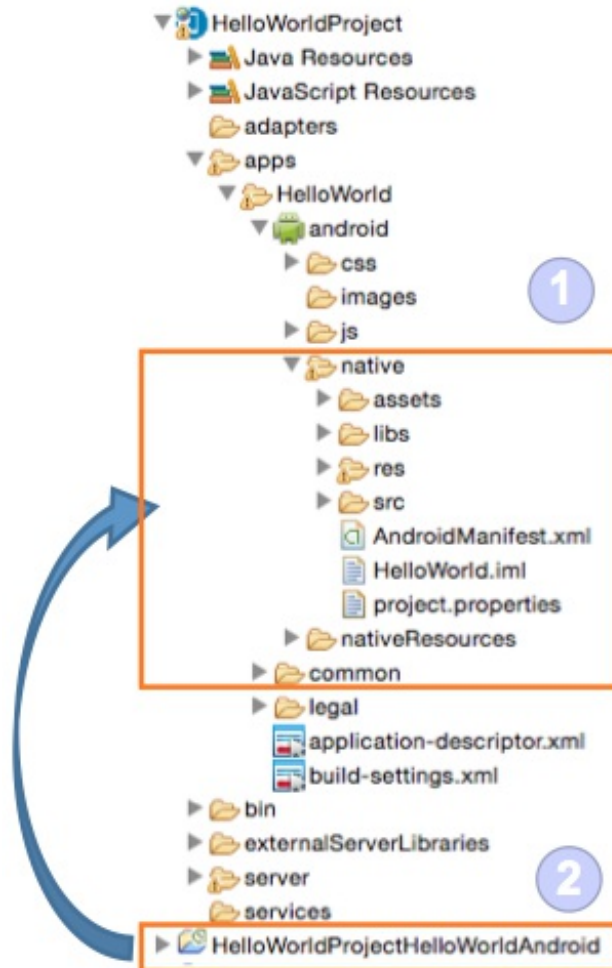 HelloWorldProject
Java Resources
JavaScript Resources
adapters
apps
HelloWorld
android
css
images
1
js
native
assets
libs
res
src
AndroidManifest.xml
HelloWorld.iml
project.properties
nativeResources
common
legal
application-descriptor.xml
build-settings.xml
bin
externalServerLibraries
server
2
services
HelloWorldProjectHelloWorldAndroid